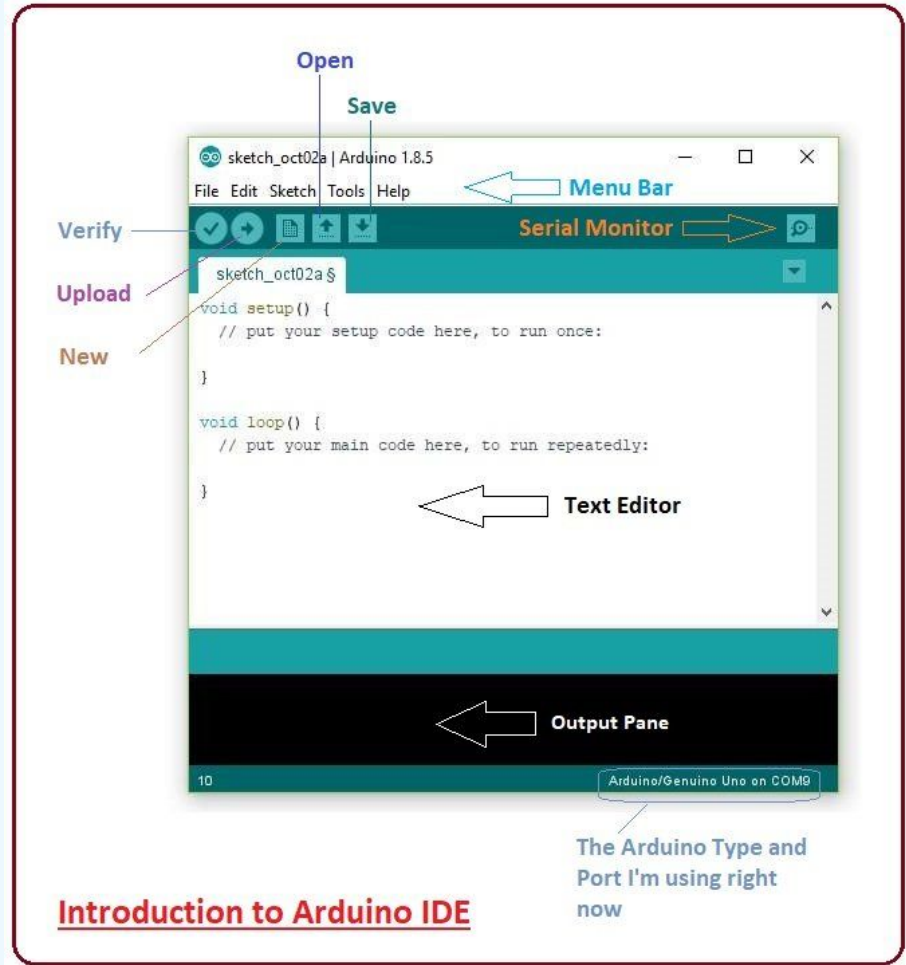 Open
Save
sketch_oct02a | Arduino 1.8.5
File Edit Sketch Tools Help
Menu Bar
Verify
Serial Monitor
sketch_oct02a §
Upload
void setup() {
// put your setup code here, to run once:
New
}
void loop() {
// put your main code here, to run repeatedly:
}
Text Editor
Output Pane
10
Arduino/Genuino Uno on COM9
The Arduino Type and
Port I'm using right
now
Introduction to Arduino IDE